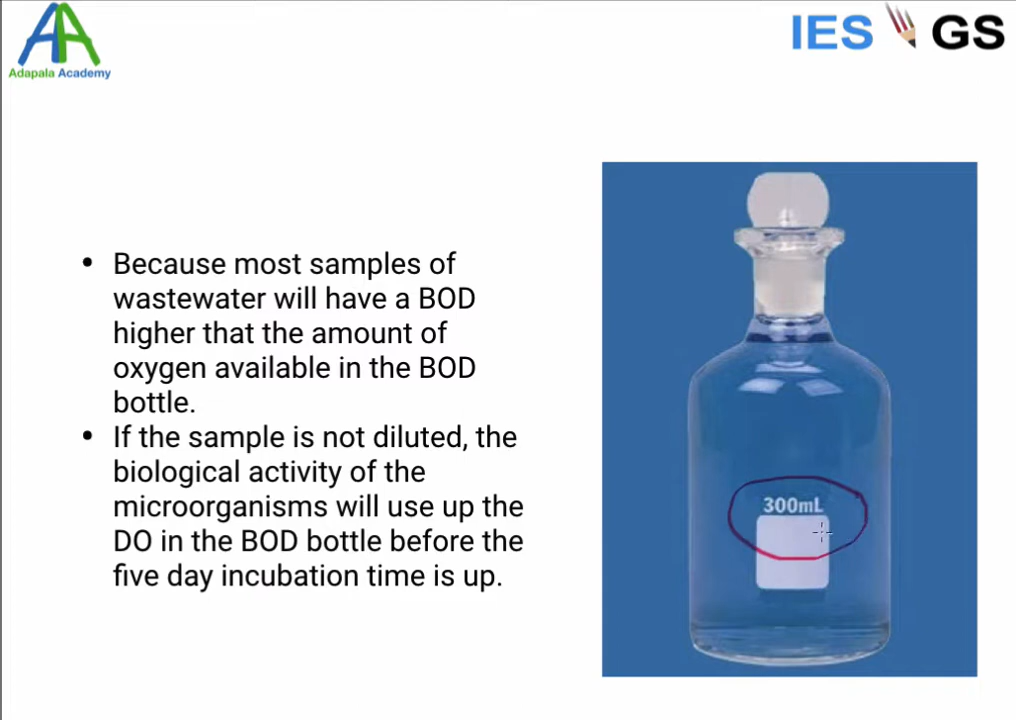 Adapala Academy
IES GS
• Because most samples of
wastewater will have a BOD
higher that the amount of
oxygen available in the BOD
bottle.
• If the sample is not diluted, the
biological activity of the
microorganisms will use up the
DO in the BOD bottle before the
five day incubation time is up.
300mL